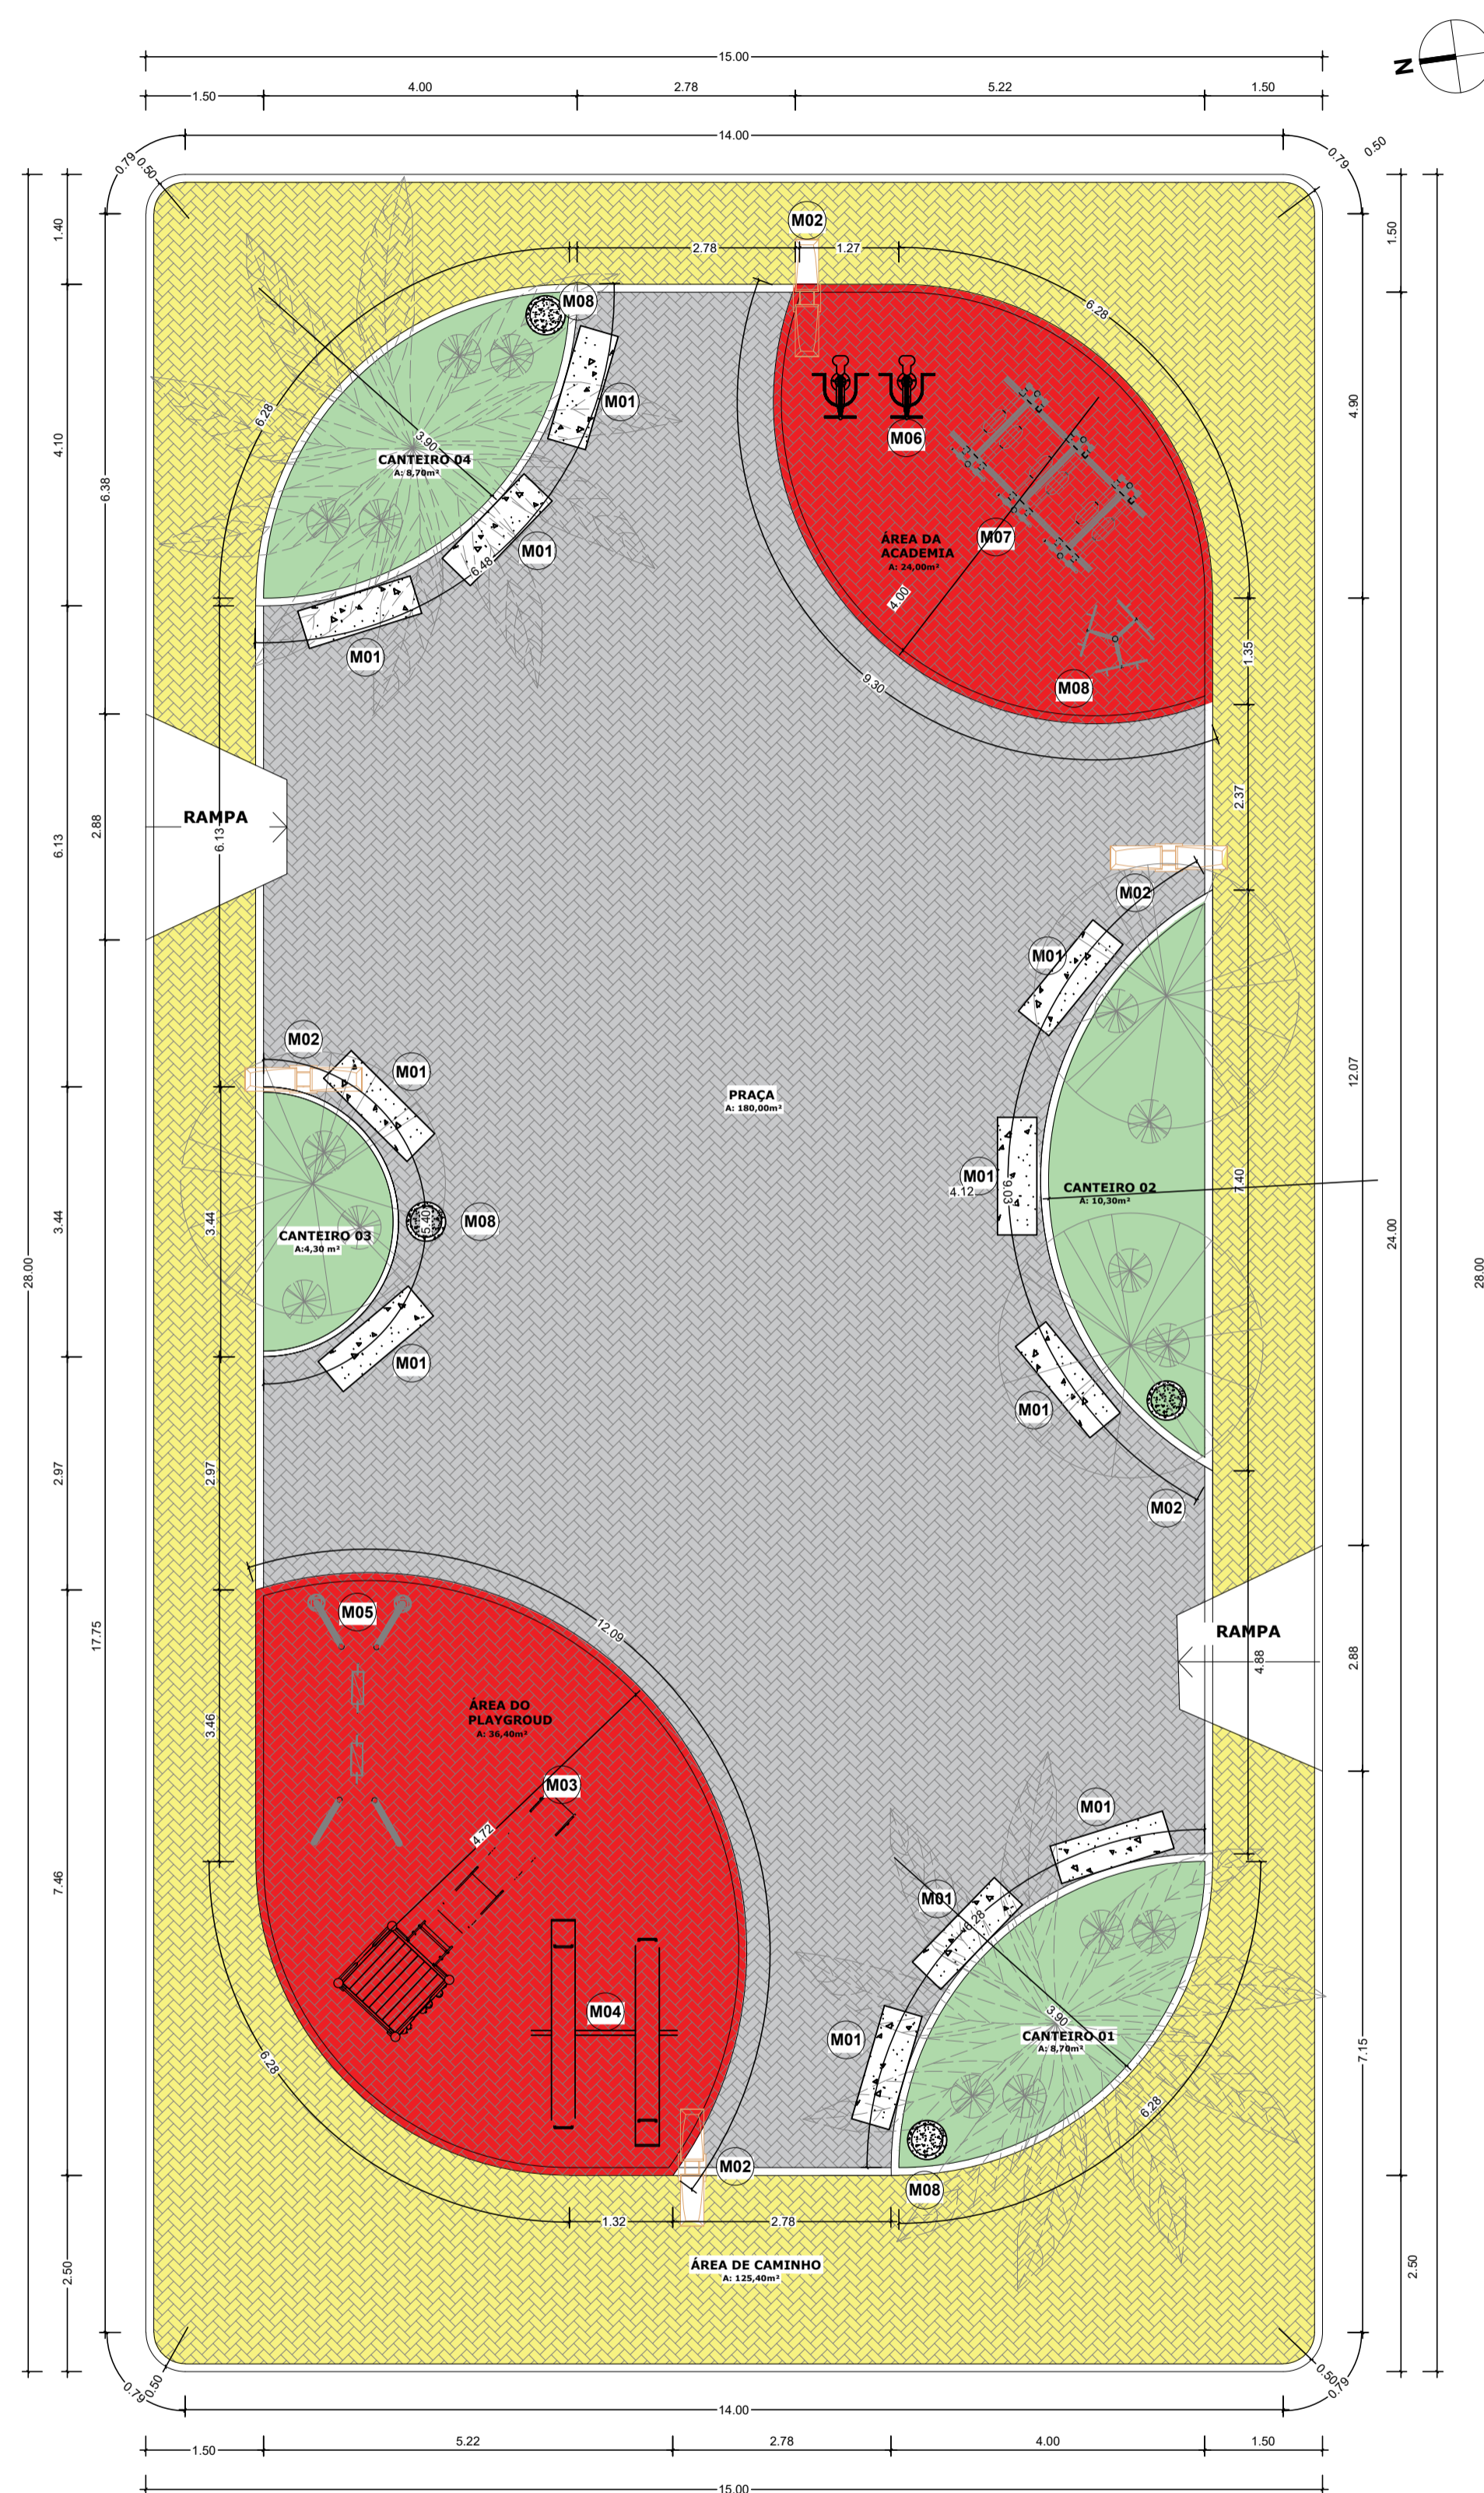 15.00
1.50
4.00
2.78
5.22
1.50
N
14.00
0.79
0.50
0.79
0.50
1.40
1.50
M02
2.78
1.27
M08
6.28
6.28
M01
4.10
4.90
3.90
CANTEIRO 04
A: 8,70m²
M06
6.38
M07
ÁREA DA
ACADEMIA
A: 24,00m²
M01
6.48
4.00
M01
1.35
9.30
M08
2.37
RAMPA
2.88
6.13
6.13
M02
M01
M02
M01
12.07
PRAÇA
A: 180,00m²
M01
4.12
9.03
CANTEIRO 02
A: 10,30m²
7.40
3.44
3.44
5.40
M08
CANTEIRO 03
A:4,30 m²
24.00
28.00
28.00
M01
M01
2.97
2.97
M02
M05
12.09
17.75
RAMPA
4.88
2.88
ÁREA DO
PLAYGROUD
A: 36,40m²
3.46
M03
4.72
M01
7.46
M01
6.28
M04
3.90
CANTEIRO 01
A: 8,70m²
M01
7.15
6.28
6.28
M02
M08
1.32
2.78
ÁREA DE CAMINHO
A: 125,40m²
2.50
2.50
0.50
0.79
0.50
0.79
14.00
1.50
5.22
2.78
4.00
1.50
15.00